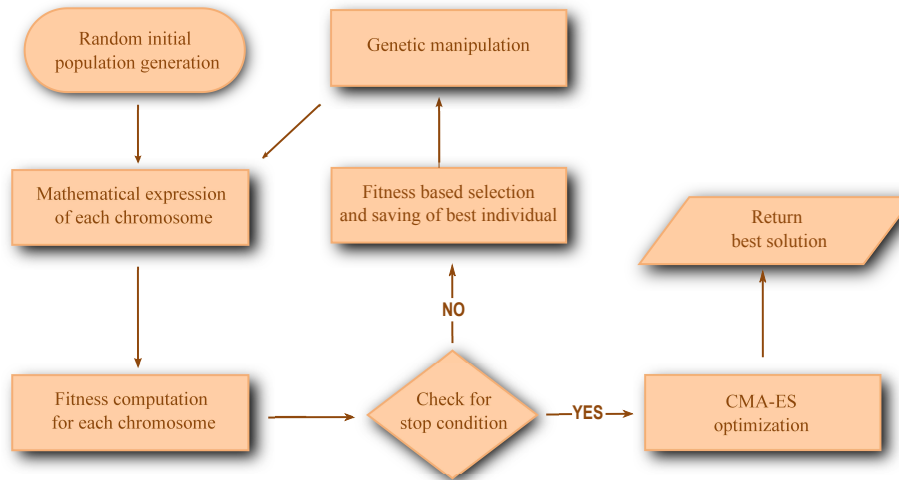 Random initial
population generation
Genetic manipulation
Mathematical expression
of each chromosome
Fitness based selection
and saving of best individual
Return
best solution
NO
Fitness computation
for each chromosome
Check for
stop condition
YES
CMA-ES
optimization